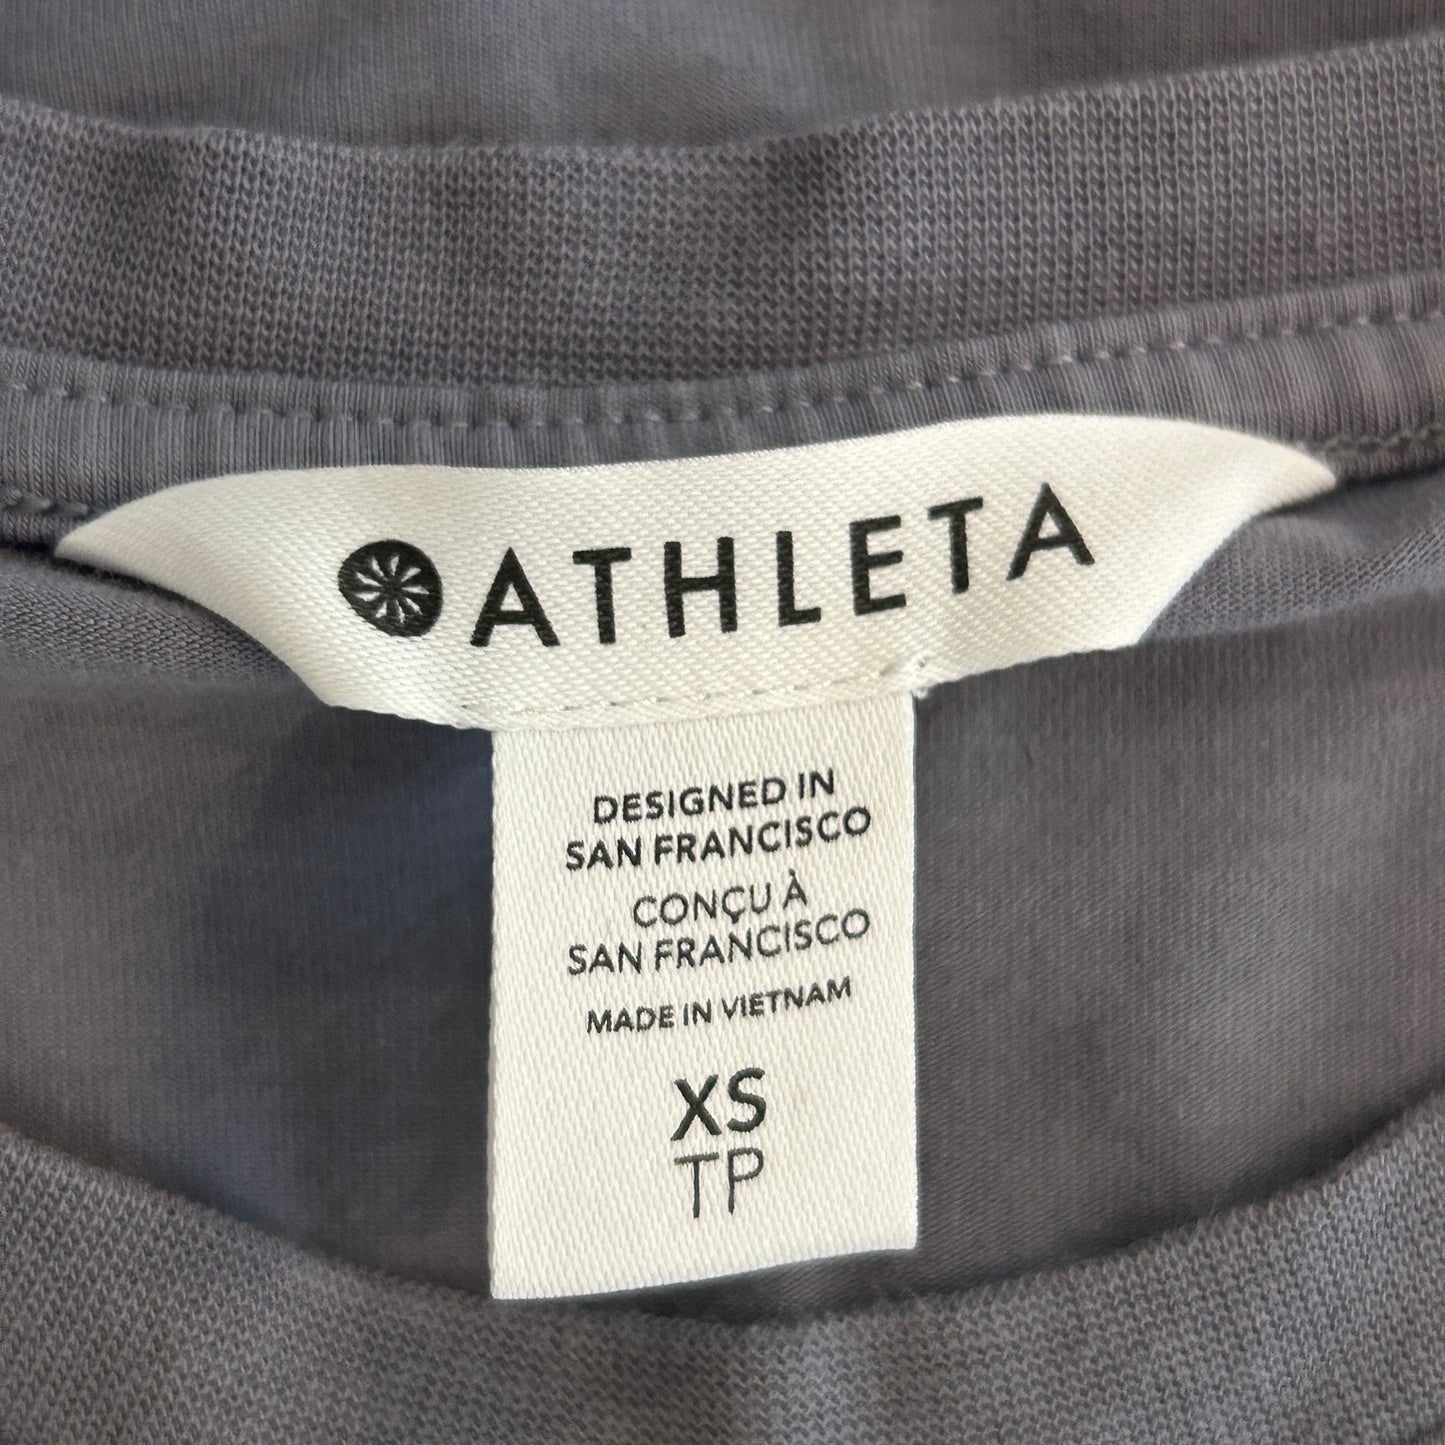 ATHLETA
DESIGNED IN
SAN FRANCISCO
CONÇU À
SAN FRANCISCO
MADE IN VIETNAM
XS
TP